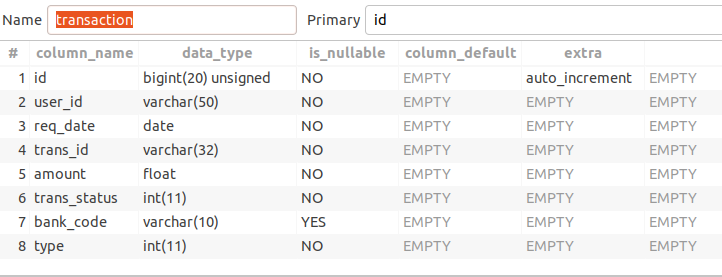 Name transaction Primary id
# column_name data_type is_nullable column_default extra
1 id bigint(20) unsigned NO EMPTY auto_increment EMPTY
2 user_id varchar(50) NO EMPTY EMPTY EMPTY
3 req_date date NO EMPTY EMPTY EMPTY
4 trans_id varchar(32) NO EMPTY EMPTY EMPTY
5 amount float NO EMPTY EMPTY EMPTY
6 trans_status int(11) NO EMPTY EMPTY EMPTY
7 bank_code varchar(10) YES EMPTY EMPTY EMPTY
8 type int(11) NO EMPTY EMPTY EMPTY